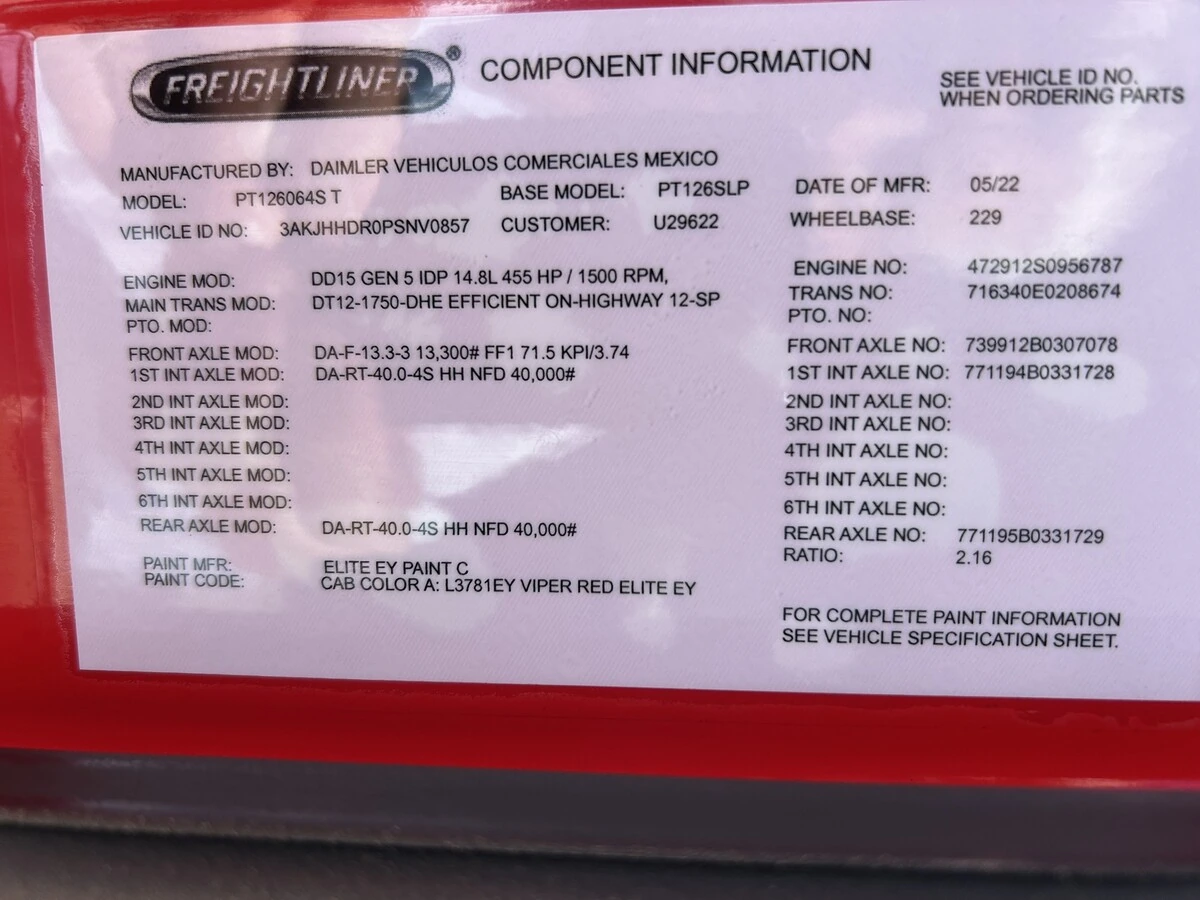 FREIGHTLINER® COMPONENT INFORMATION
SEE VEHICLE ID NO.
WHEN ORDERING PARTS
MANUFACTURED BY: DAIMLER VEHICULOS COMERCIALES MEXICO
MODEL: PT126064S T BASE MODEL: PT126SLP DATE OF MFR: 05/22
VEHICLE ID NO: 3AKJHHDR0PSNV0857 CUSTOMER: U29622 WHEELBASE: 229
ENGINE MOD: DD15 GEN 5 IDP 14.8L 455 HP / 1500 RPM, ENGINE NO: 472912S0956787
MAIN TRANS MOD: DT12-1750-DHE EFFICIENT ON-HIGHWAY 12-SP TRANS NO: 716340E0208674
PTO. MOD: PTO. NO:
FRONT AXLE MOD: DA-F-13.3-3 13,300# FF1 71.5 KPI/3.74 FRONT AXLE NO: 739912B0307078
1ST INT AXLE MOD: DA-RT-40.0-4S HH NFD 40,000# 1ST INT AXLE NO: 771194B0331728
2ND INT AXLE MOD: 2ND INT AXLE NO:
3RD INT AXLE MOD: 3RD INT AXLE NO:
4TH INT AXLE MOD: 4TH INT AXLE NO:
5TH INT AXLE MOD: 5TH INT AXLE NO:
6TH INT AXLE MOD: 6TH INT AXLE NO:
REAR AXLE MOD: DA-RT-40.0-4S HH NFD 40,000# REAR AXLE NO: 771195B0331729
RATIO: 2.16
PAINT MFR: ELITE EY PAINT C
PAINT CODE: CAB COLOR A: L3781EY VIPER RED ELITE EY
FOR COMPLETE PAINT INFORMATION
SEE VEHICLE SPECIFICATION SHEET.